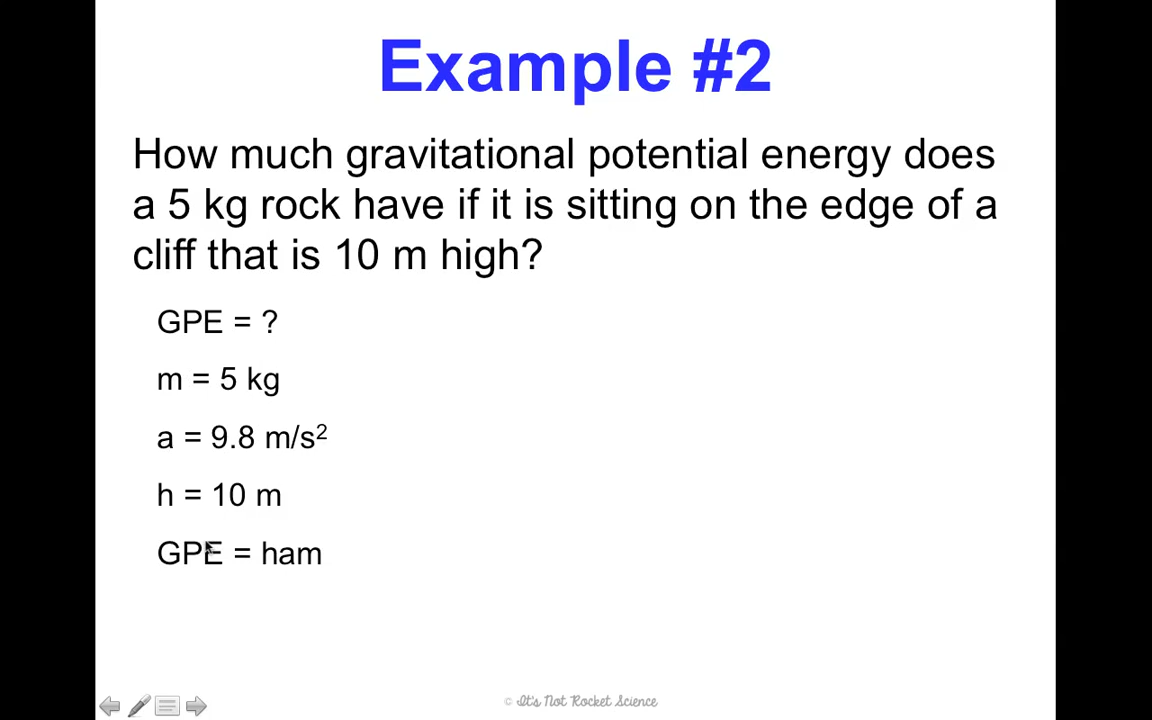 Example #2
How much gravitational potential energy does
a 5 kg rock have if it is sitting on the edge of a
cliff that is 10 m high?
GPE = ?
m = 5 kg
a = 9.8 m/s²
h = 10 m
GPE = ham
© It's Not Rocket Science